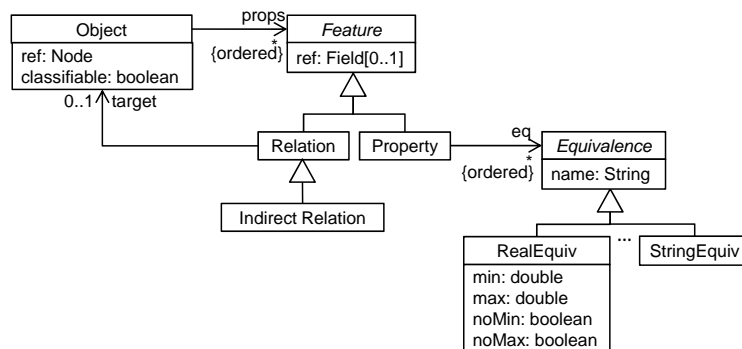 props
Object
Feature
*
{ordered}
ref: Node
classifiable: boolean
ref: Field[0..1]
0..1 target
Relation
Property
eq
Equivalence
*
{ordered}
name: String
Indirect Relation
RealEquiv
...
StringEquiv
min: double
max: double
noMin: boolean
noMax: boolean